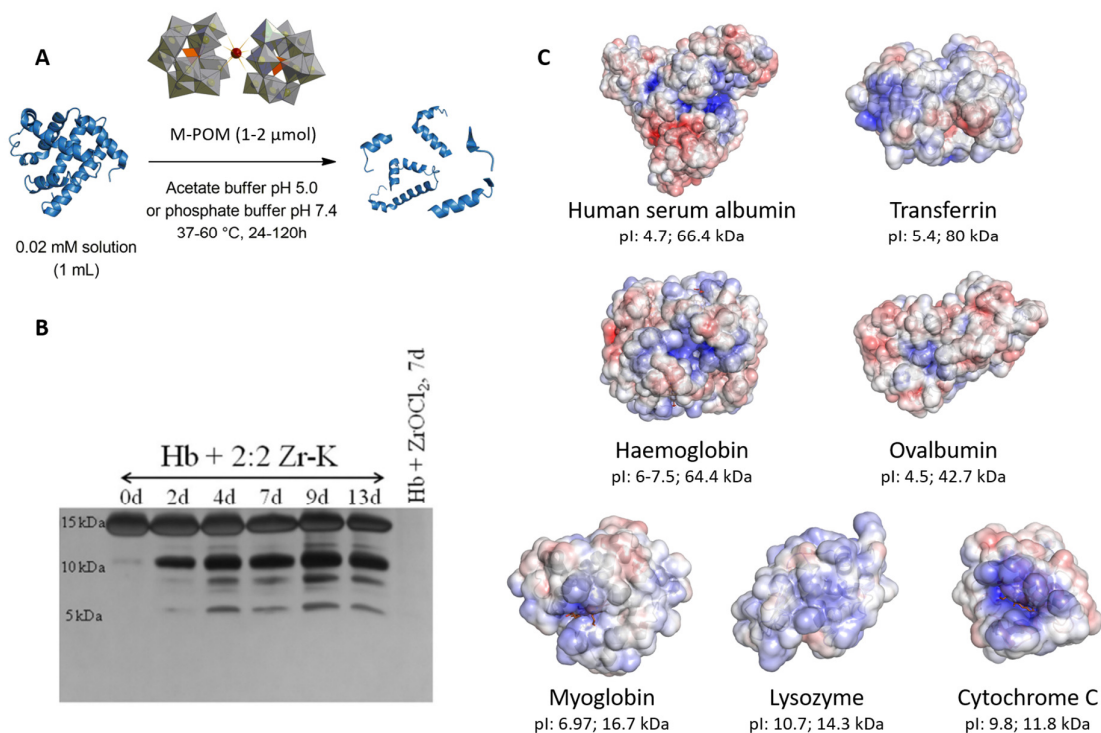 A
M-POM (1-2 μmol)
Acetate buffer pH 5.0
or phosphate buffer pH 7.4
37-60 °C, 24-120h
0.02 mM solution
(1 mL)
B
Hb + 2:2 Zr-K
0d 2d 4d 7d 9d 13d
Hb + ZrOCl₂, 7d
15 kDa
10 kDa
5 kDa
C
Human serum albumin
pI: 4.7; 66.4 kDa
Transferrin
pI: 5.4; 80 kDa
Haemoglobin
pI: 6-7.5; 64.4 kDa
Ovalbumin
pI: 4.5; 42.7 kDa
Myoglobin
pI: 6.97; 16.7 kDa
Lysozyme
pI: 10.7; 14.3 kDa
Cytochrome C
pI: 9.8; 11.8 kDa